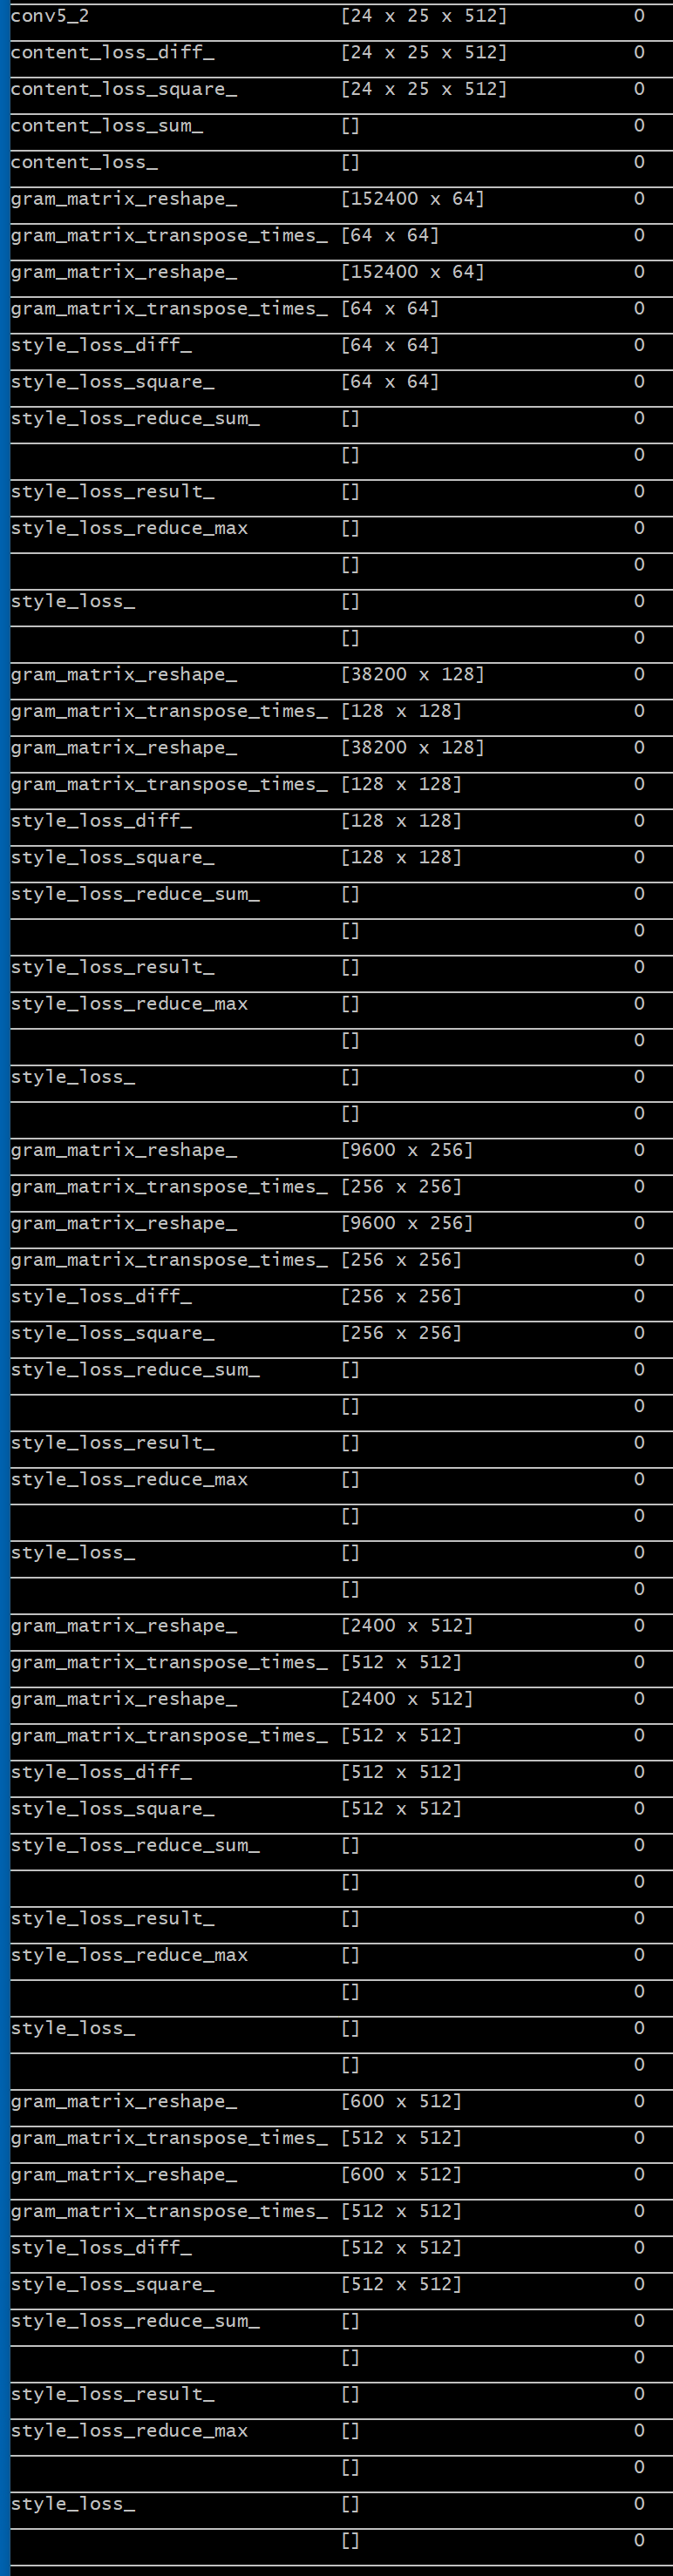 conv5_2 [24 x 25 x 512] 0
content_loss_diff_ [24 x 25 x 512] 0
content_loss_square_ [24 x 25 x 512] 0
content_loss_sum_ [] 0
content_loss_ [] 0
gram_matrix_reshape_ [152400 x 64] 0
gram_matrix_transpose_times_ [64 x 64] 0
gram_matrix_reshape_ [152400 x 64] 0
gram_matrix_transpose_times_ [64 x 64] 0
style_loss_diff_ [64 x 64] 0
style_loss_square_ [64 x 64] 0
style_loss_reduce_sum_ [] 0
[] 0
style_loss_result_ [] 0
style_loss_reduce_max [] 0
[] 0
style_loss_ [] 0
[] 0
gram_matrix_reshape_ [38200 x 128] 0
gram_matrix_transpose_times_ [128 x 128] 0
gram_matrix_reshape_ [38200 x 128] 0
gram_matrix_transpose_times_ [128 x 128] 0
style_loss_diff_ [128 x 128] 0
style_loss_square_ [128 x 128] 0
style_loss_reduce_sum_ [] 0
[] 0
style_loss_result_ [] 0
style_loss_reduce_max [] 0
[] 0
style_loss_ [] 0
[] 0
gram_matrix_reshape_ [9600 x 256] 0
gram_matrix_transpose_times_ [256 x 256] 0
gram_matrix_reshape_ [9600 x 256] 0
gram_matrix_transpose_times_ [256 x 256] 0
style_loss_diff_ [256 x 256] 0
style_loss_square_ [256 x 256] 0
style_loss_reduce_sum_ [] 0
[] 0
style_loss_result_ [] 0
style_loss_reduce_max [] 0
[] 0
style_loss_ [] 0
[] 0
gram_matrix_reshape_ [2400 x 512] 0
gram_matrix_transpose_times_ [512 x 512] 0
gram_matrix_reshape_ [2400 x 512] 0
gram_matrix_transpose_times_ [512 x 512] 0
style_loss_diff_ [512 x 512] 0
style_loss_square_ [512 x 512] 0
style_loss_reduce_sum_ [] 0
[] 0
style_loss_result_ [] 0
style_loss_reduce_max [] 0
[] 0
style_loss_ [] 0
[] 0
gram_matrix_reshape_ [600 x 512] 0
gram_matrix_transpose_times_ [512 x 512] 0
gram_matrix_reshape_ [600 x 512] 0
gram_matrix_transpose_times_ [512 x 512] 0
style_loss_diff_ [512 x 512] 0
style_loss_square_ [512 x 512] 0
style_loss_reduce_sum_ [] 0
[] 0
style_loss_result_ [] 0
style_loss_reduce_max [] 0
[] 0
style_loss_ [] 0
[] 0